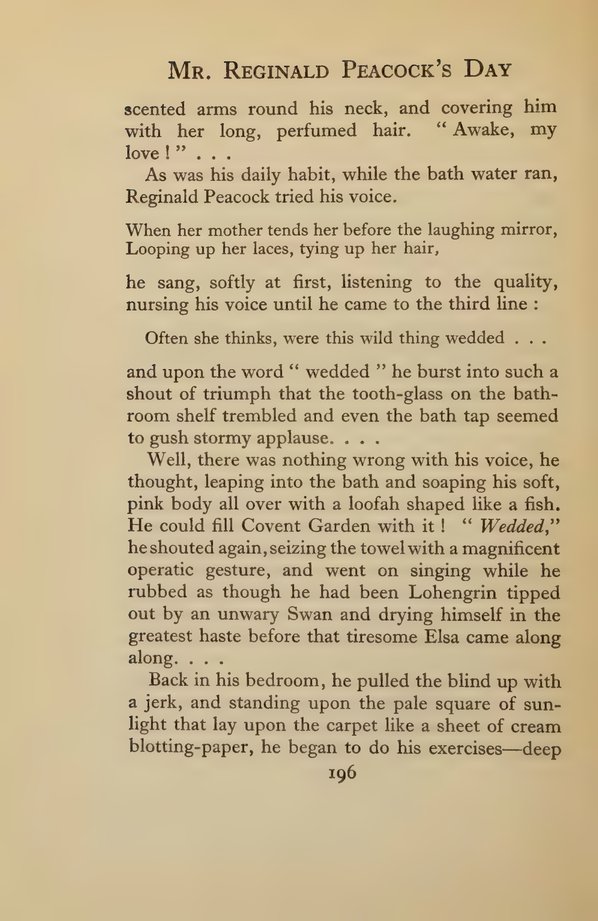 MR. REGINALD PEACOCK'S DAY
scented arms round his neck, and covering him
with her long, perfumed hair. “ Awake, my
love ! ” . . .
As was his daily habit, while the bath water ran,
Reginald Peacock tried his voice.
When her mother tends her before the laughing mirror,
Looping up her laces, tying up her hair,
he sang, softly at first, listening to the quality,
nursing his voice until he came to the third line :
Often she thinks, were this wild thing wedded . . .
and upon the word “ wedded ” he burst into such a
shout of triumph that the tooth-glass on the bath-
room shelf trembled and even the bath tap seemed
to gush stormy applause. . . .
Well, there was nothing wrong with his voice, he
thought, leaping into the bath and soaping his soft,
pink body all over with a loofah shaped like a fish.
He could fill Covent Garden with it ! “ Wedded,”
he shouted again, seizing the towel with a magnificent
operatic gesture, and went on singing while he
rubbed as though he had been Lohengrin tipped
out by an unwary Swan and drying himself in the
greatest haste before that tiresome Elsa came along
along. . . .
Back in his bedroom, he pulled the blind up with
a jerk, and standing upon the pale square of sun-
light that lay upon the carpet like a sheet of cream
blotting-paper, he began to do his exercises—deep
196